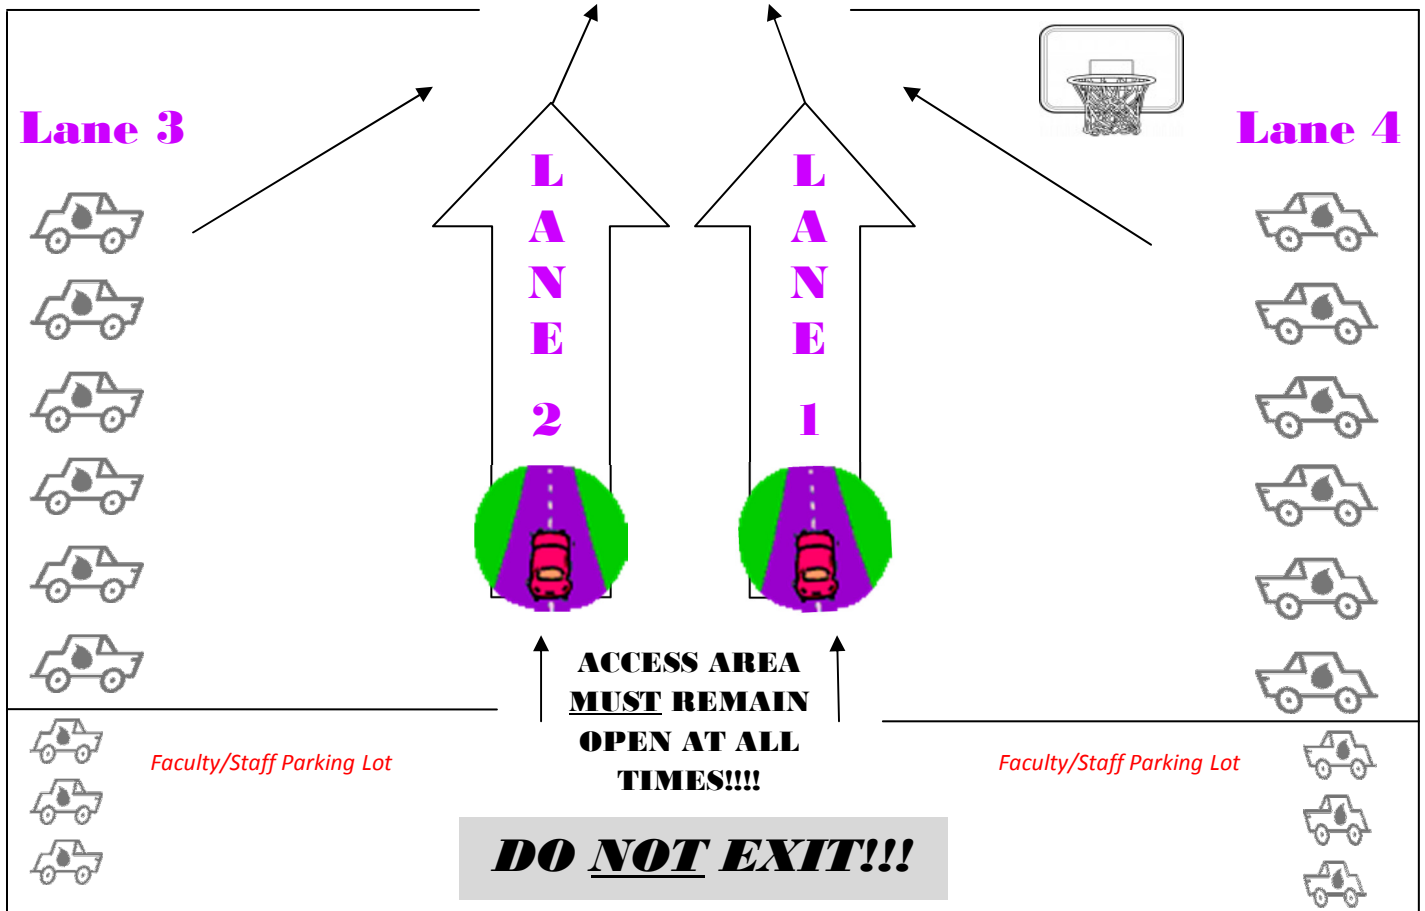 Lane 3
Lane 4
L
A
N
E
2
L
A
N
E
1
ACCESS AREA
MUST REMAIN
OPEN AT ALL
TIMES!!!!
Faculty/Staff Parking Lot
Faculty/Staff Parking Lot
DO NOT EXIT!!!